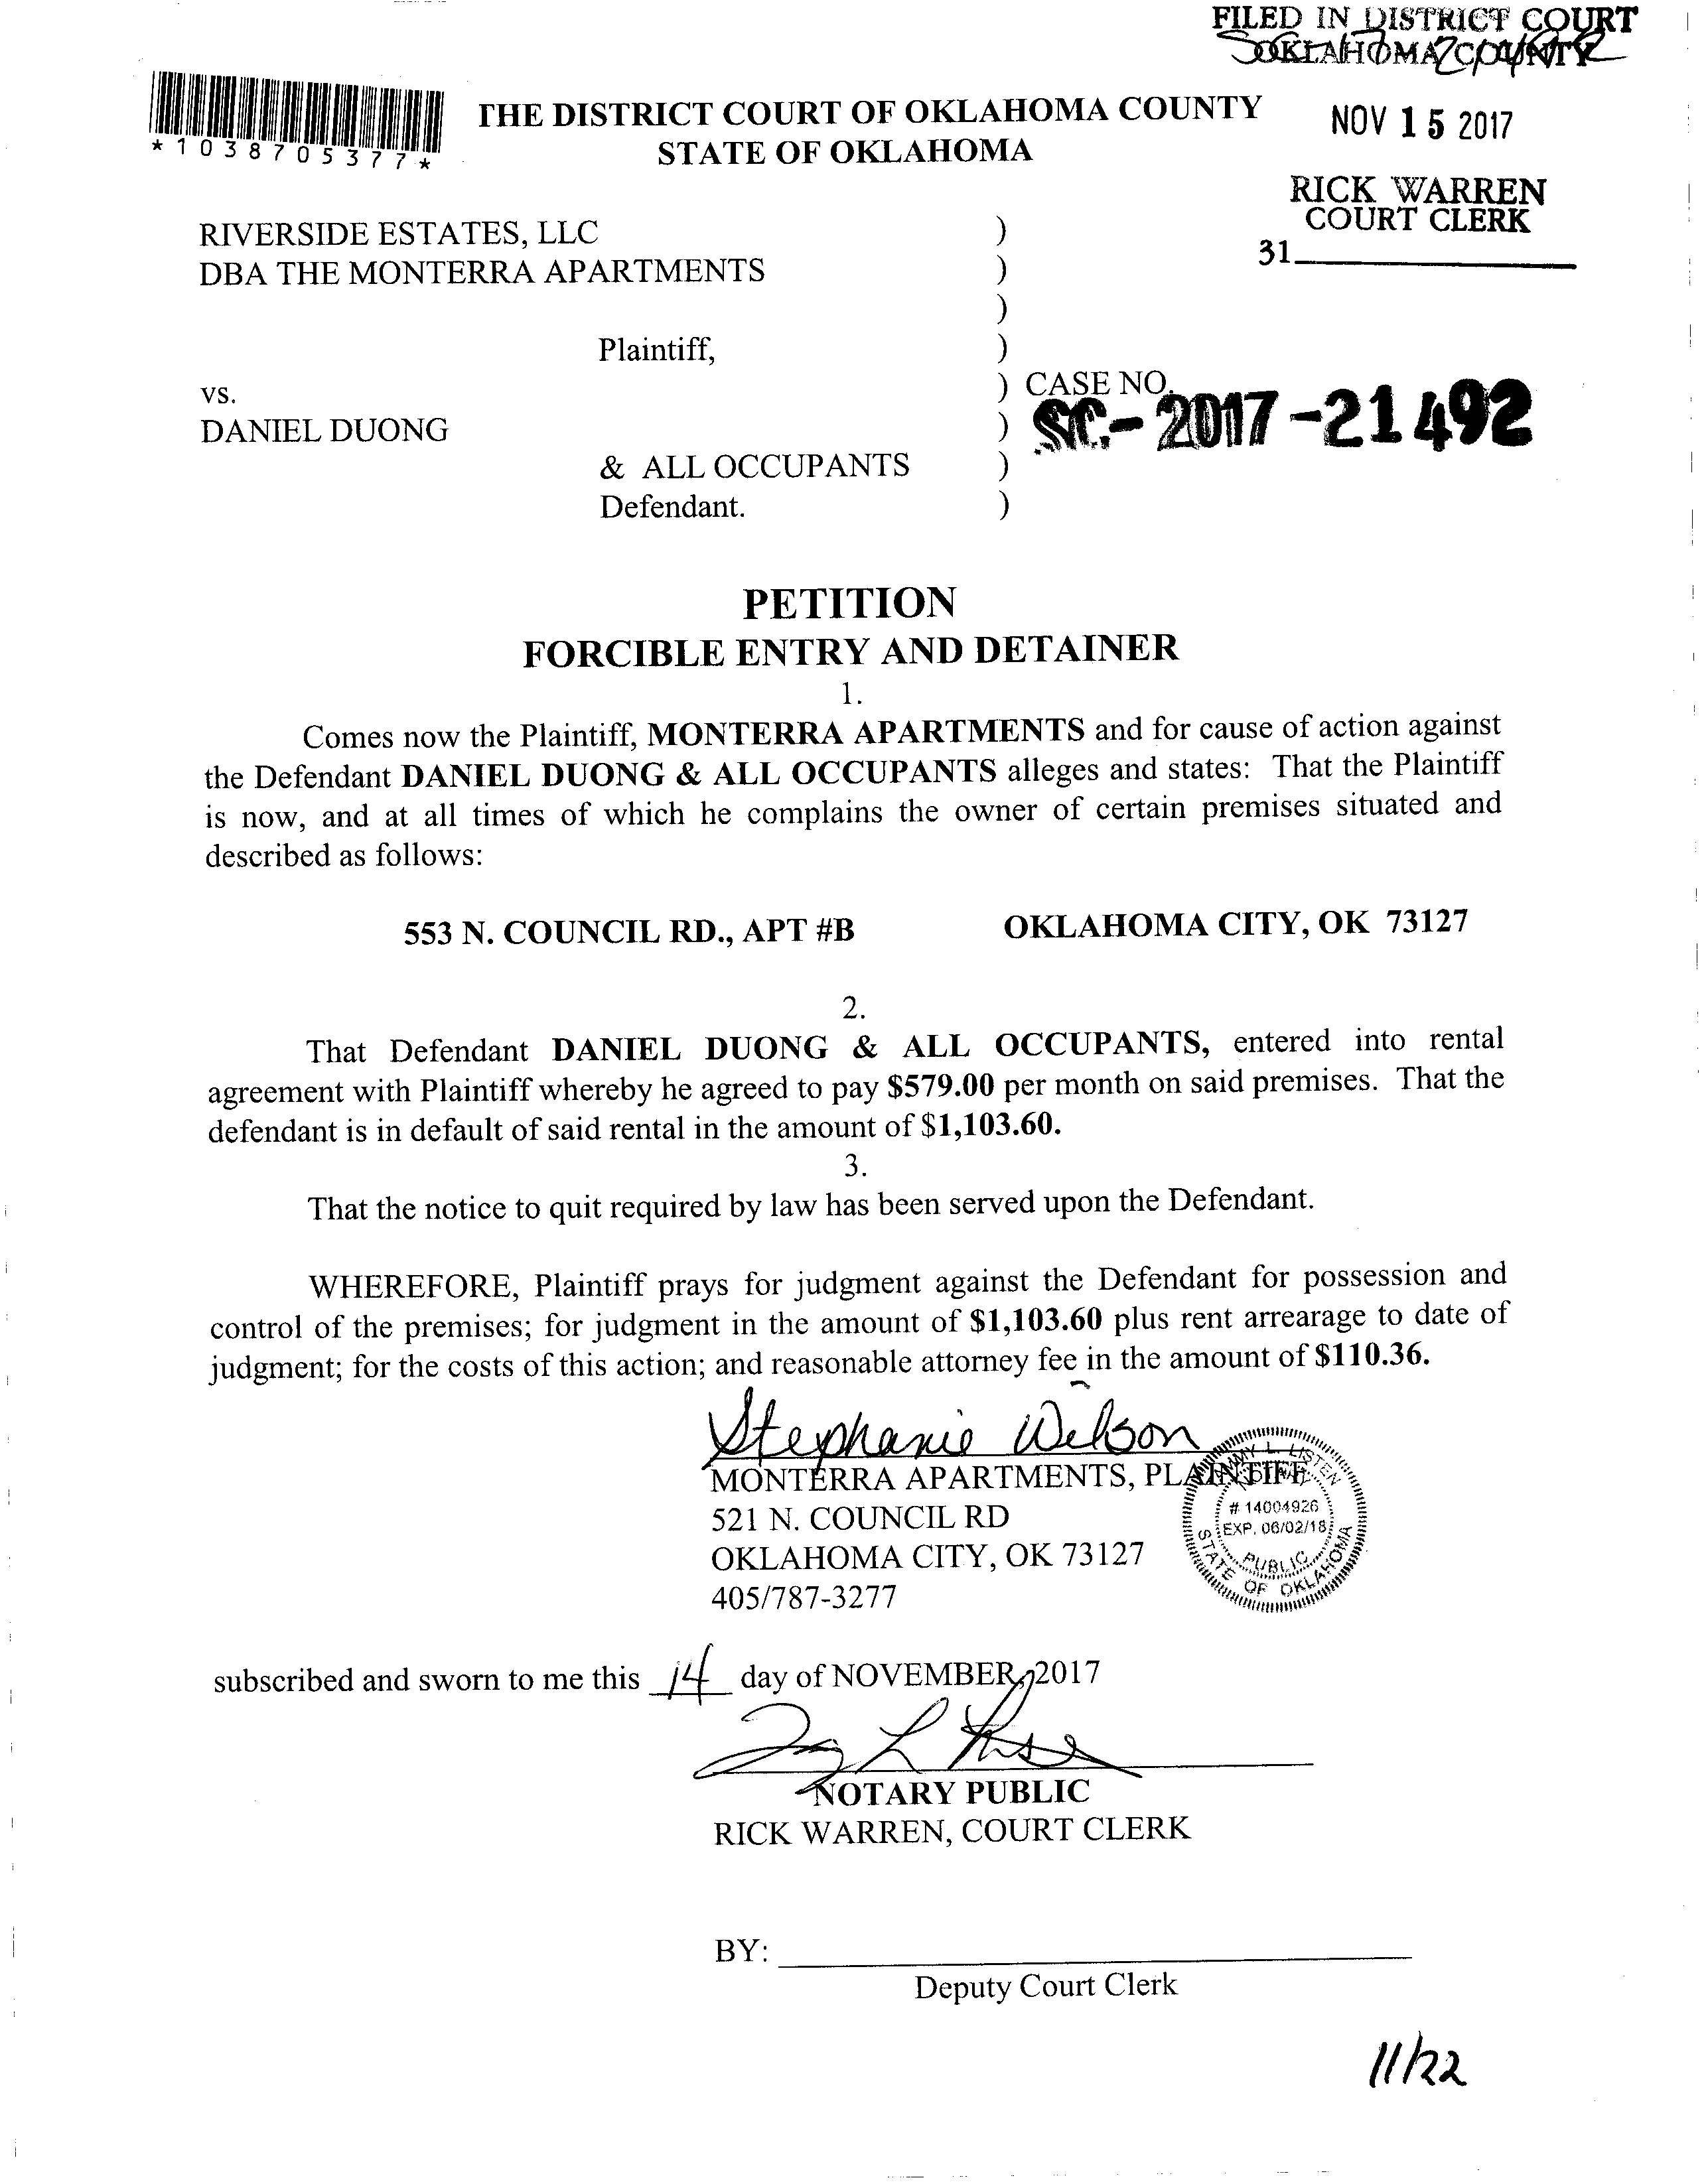 FILED IN DISTRICT COURT
OKLAHOMA COUNTY
*1038705377*
THE DISTRICT COURT OF OKLAHOMA COUNTY
STATE OF OKLAHOMA
NOV 15 2017
RICK WARREN
COURT CLERK
31
RIVERSIDE ESTATES, LLC )
DBA THE MONTERRA APARTMENTS )
)
Plaintiff, )
vs. ) CASE NO.
SC-2017-21492
DANIEL DUONG )
& ALL OCCUPANTS )
Defendant. )
PETITION
FORCIBLE ENTRY AND DETAINER
1.
Comes now the Plaintiff, MONTERRA APARTMENTS and for cause of action against
the Defendant DANIEL DUONG & ALL OCCUPANTS alleges and states: That the Plaintiff
is now, and at all times of which he complains the owner of certain premises situated and
described as follows:
553 N. COUNCIL RD., APT #B OKLAHOMA CITY, OK 73127
2.
That Defendant DANIEL DUONG & ALL OCCUPANTS, entered into rental
agreement with Plaintiff whereby he agreed to pay $579.00 per month on said premises. That the
defendant is in default of said rental in the amount of $1,103.60.
3.
That the notice to quit required by law has been served upon the Defendant.
WHEREFORE, Plaintiff prays for judgment against the Defendant for possession and
control of the premises; for judgment in the amount of $1,103.60 plus rent arrearage to date of
judgment; for the costs of this action; and reasonable attorney fee in the amount of $110.36.
Stephanie Wilson
MONTERRA APARTMENTS, PLAINTIFF
521 N. COUNCIL RD
OKLAHOMA CITY, OK 73127
405/787-3277
L. LISTEN
# 14004926
EXP. 06/02/18
PUBLIC
STATE OF OKLAHOMA
subscribed and sworn to me this 14 day of NOVEMBER, 2017
NOTARY PUBLIC
RICK WARREN, COURT CLERK
BY:
Deputy Court Clerk
11/22